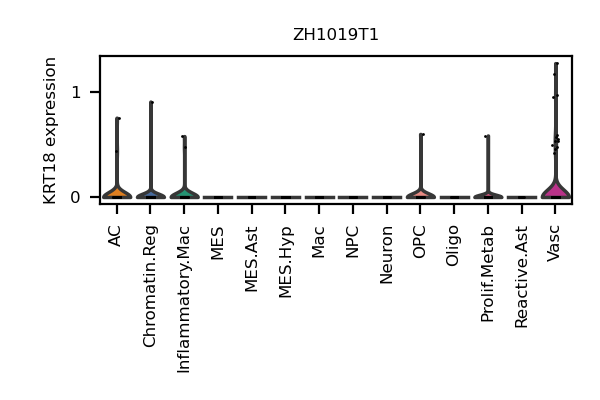 ZH1019T1
KRT18 expression
1
0
AC
Chromatin.Reg
Inflammatory.Mac
MES
MES.Ast
MES.Hyp
Mac
NPC
Neuron
OPC
Oligo
Prolif.Metab
Reactive.Ast
Vasc